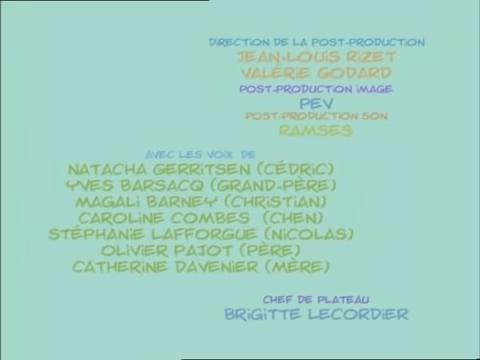 DIRECTION DE LA POST-PRODUCTION
JEAN-LOUIS RIZET
VALÉRIE GODARD
POST-PRODUCTION IMAGE
PEV
POST-PRODUCTION SON
RAMSES
AVEC LES VOIX DE
NATACHA GERRITSEN (CÉDRIC)
YVES BARSACQ (GRAND-PÈRE)
MAGALI BARNEY (CHRISTIAN)
CAROLINE COMBES (CHEN)
STÉPHANIE LAFFORGUE (NICOLAS)
OLIVIER PAJOT (PÈRE)
CATHERINE DAVENIER (MÈRE)
CHEF DE PLATEAU
BRIGITTE LECORDIER